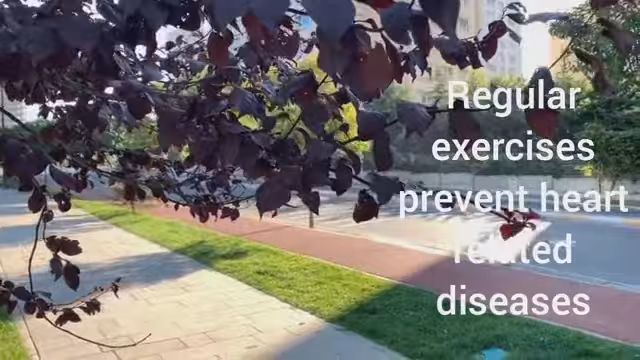 Regular
exercises
prevent heart
related
diseases